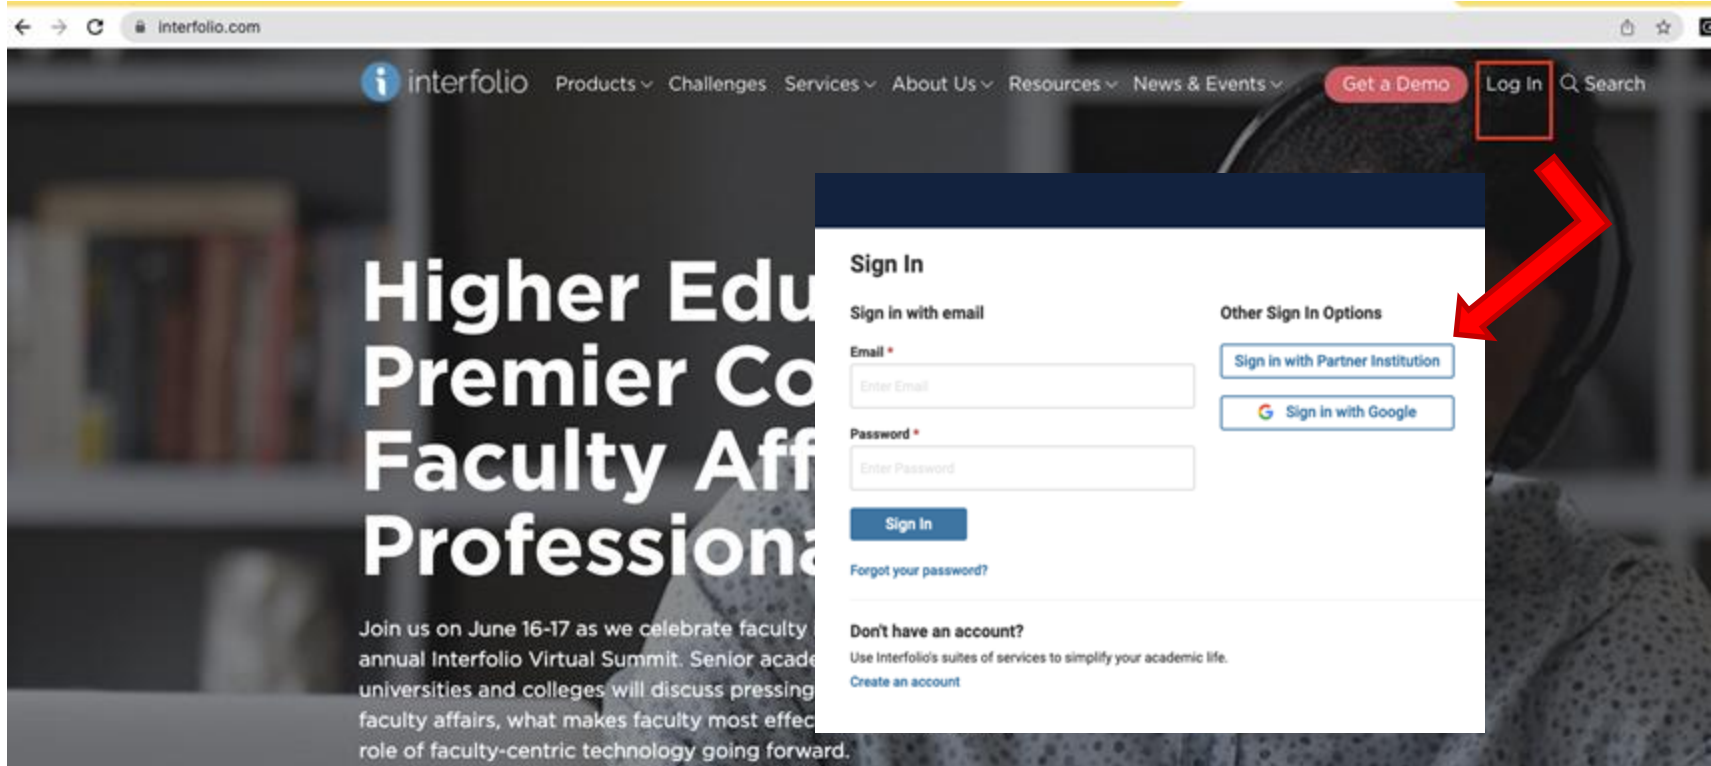 interfolio.com
interfolio Products Challenges Services About Us Resources News & Events Get a Demo Log In Search
Higher Edu
Premier Co
Faculty Aff
Professiona
Join us on June 16-17 as we celebrate faculty
annual Interfolio Virtual Summit. Senior acade
universities and colleges will discuss pressing
faculty affairs, what makes faculty most effec
role of faculty-centric technology going forward.
Sign In
Sign in with email
Email *
Enter Email
Password *
Enter Password
Sign In
Forgot your password?
Other Sign In Options
Sign in with Partner Institution
G Sign in with Google
Don't have an account?
Use Interfolio's suites of services to simplify your academic life.
Create an account